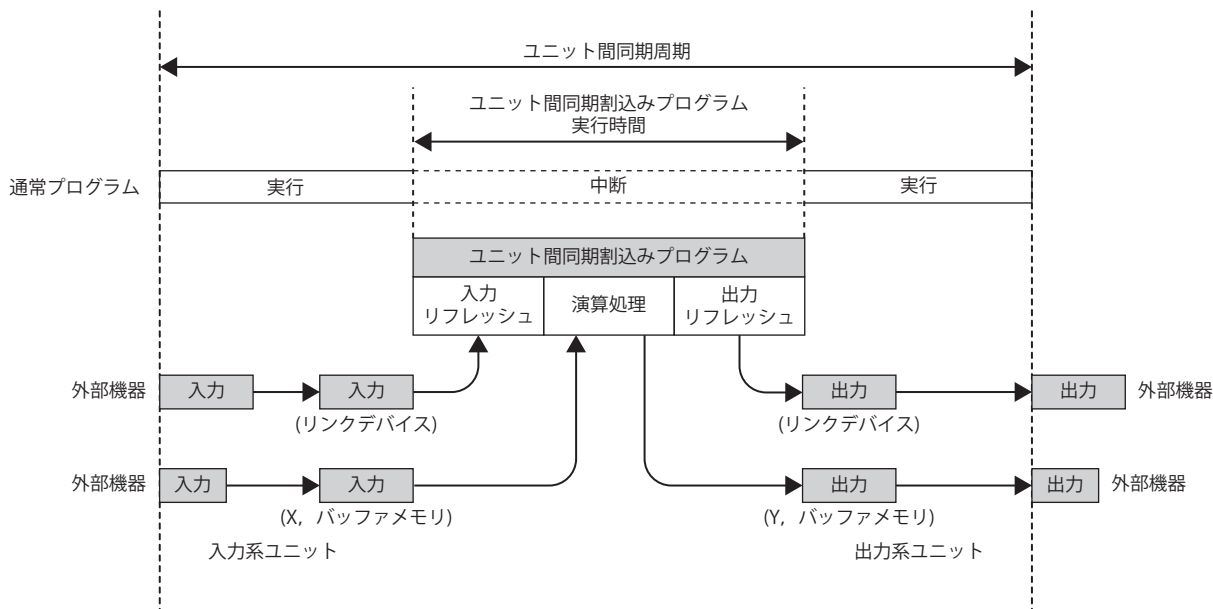 ユニット間同期周期
ユニット間同期割込みプログラム
実行時間
通常プログラム
実行
中断
実行
ユニット間同期割込みプログラム
入力
リフレッシュ
演算処理
出力
リフレッシュ
外部機器
入力
入力
(リンクデバイス)
出力
(リンクデバイス)
出力
外部機器
外部機器
入力
入力
(X, バッファメモリ)
出力
(Y, バッファメモリ)
出力
外部機器
入力系ユニット
出力系ユニット